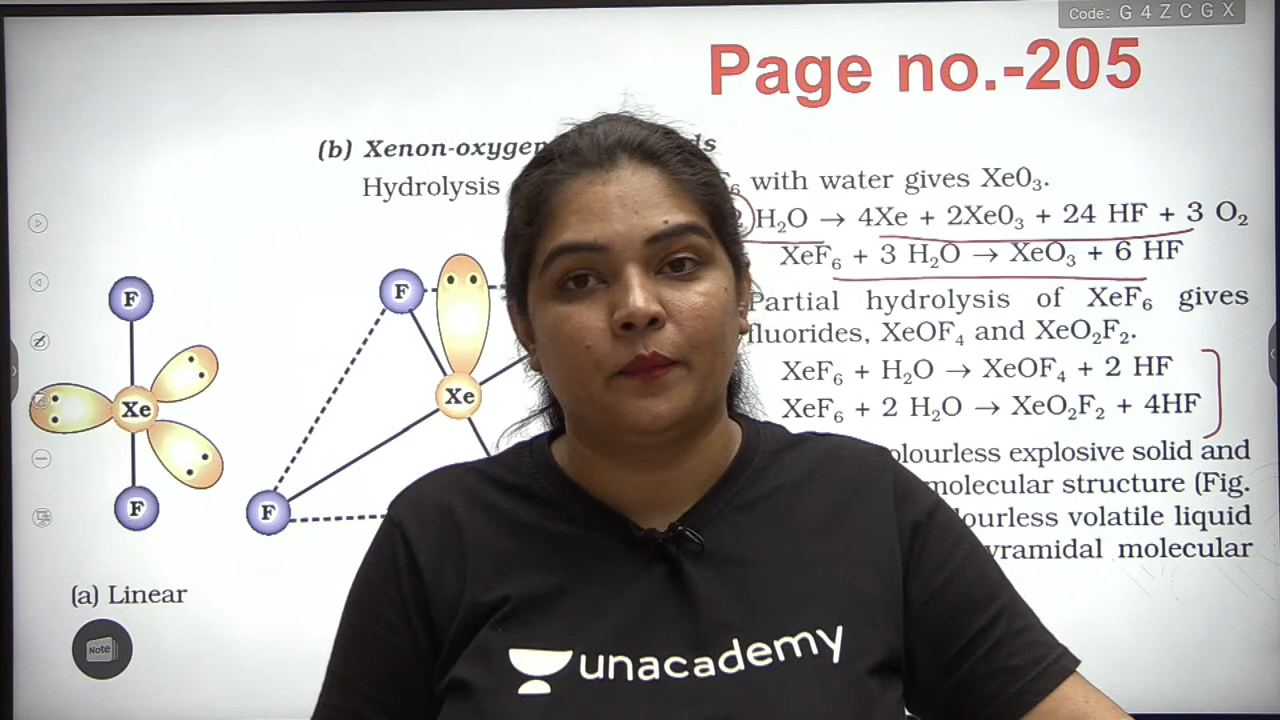 Code: G 4 Z C G X
Page no.-205
(b) Xenon-oxygen
Hydrolysis
with water gives XeO₃.
H₂O → 4Xe + 2XeO₃ + 24 HF + 3 O₂
XeF₆ + 3 H₂O → XeO₃ + 6 HF
Partial hydrolysis of XeF₆ gives
fluorides, XeOF₄ and XeO₂F₂.
XeF₆ + H₂O → XeOF₄ + 2 HF
XeF₆ + 2 H₂O → XeO₂F₂ + 4HF
explosive solid and
molecular structure (Fig.
volatile liquid
molecular
F
F
Xe
Xe
F
F
(a) Linear
Note
unacademy